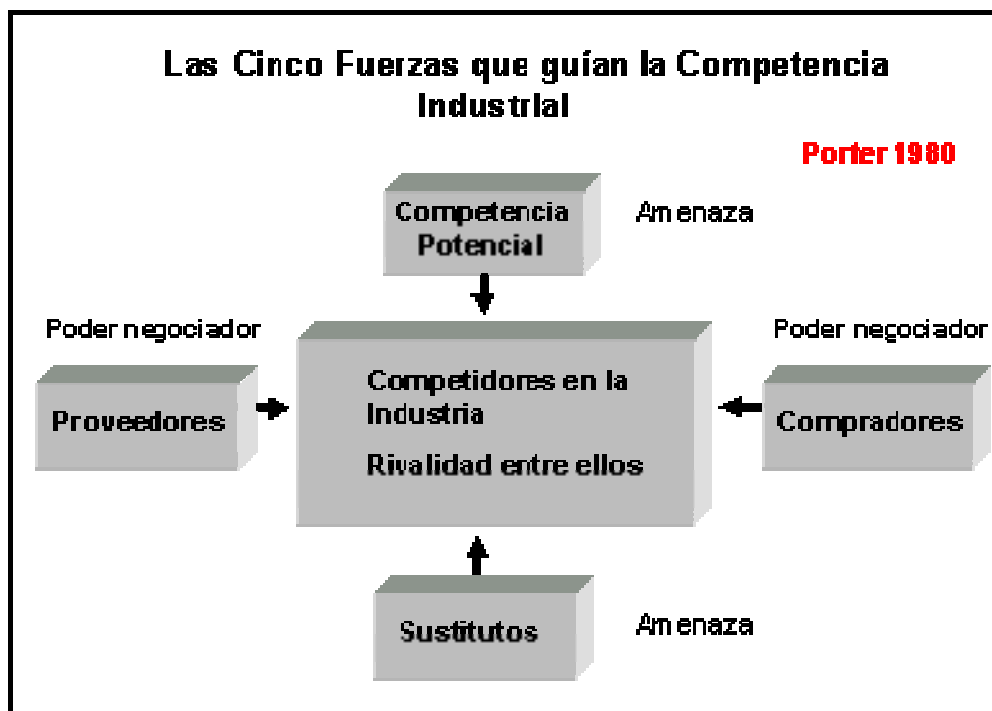 Las Cinco Fuerzas que guían la Competencia
Industrial
Porter 1980
Competencia
Potencial
Amenaza
Poder negociador
Proveedores
Competidores en la
Industria
Rivalidad entre ellos
Poder negociador
Compradores
Sustitutos
Amenaza